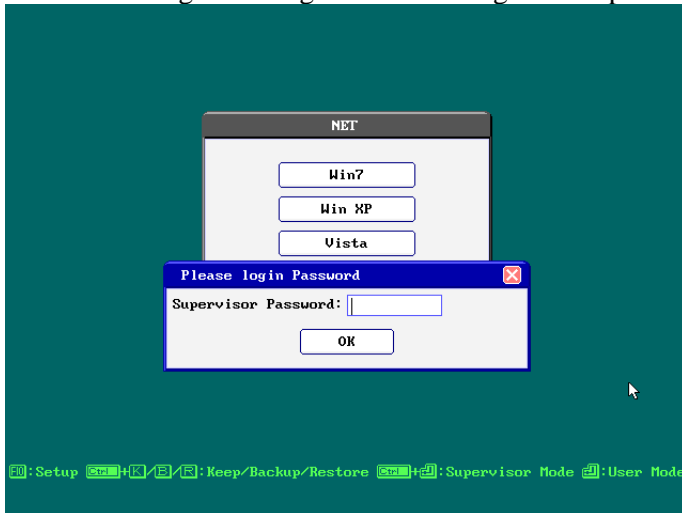 NET
Win7
Win XP
Vista
Please login Password
Supervisor Password:
OK
F10:Setup Ctrl+K/B/R:Keep/Backup/Restore Ctrl+⏎:Supervisor Mode ⏎:User Mode